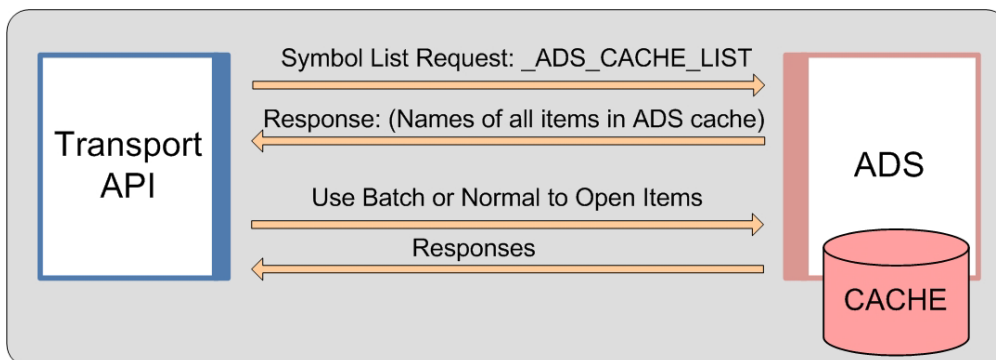 Symbol List Request: _ADS_CACHE_LIST
Response: (Names of all items in ADS cache)
Transport
API
ADS
Use Batch or Normal to Open Items
Responses
CACHE